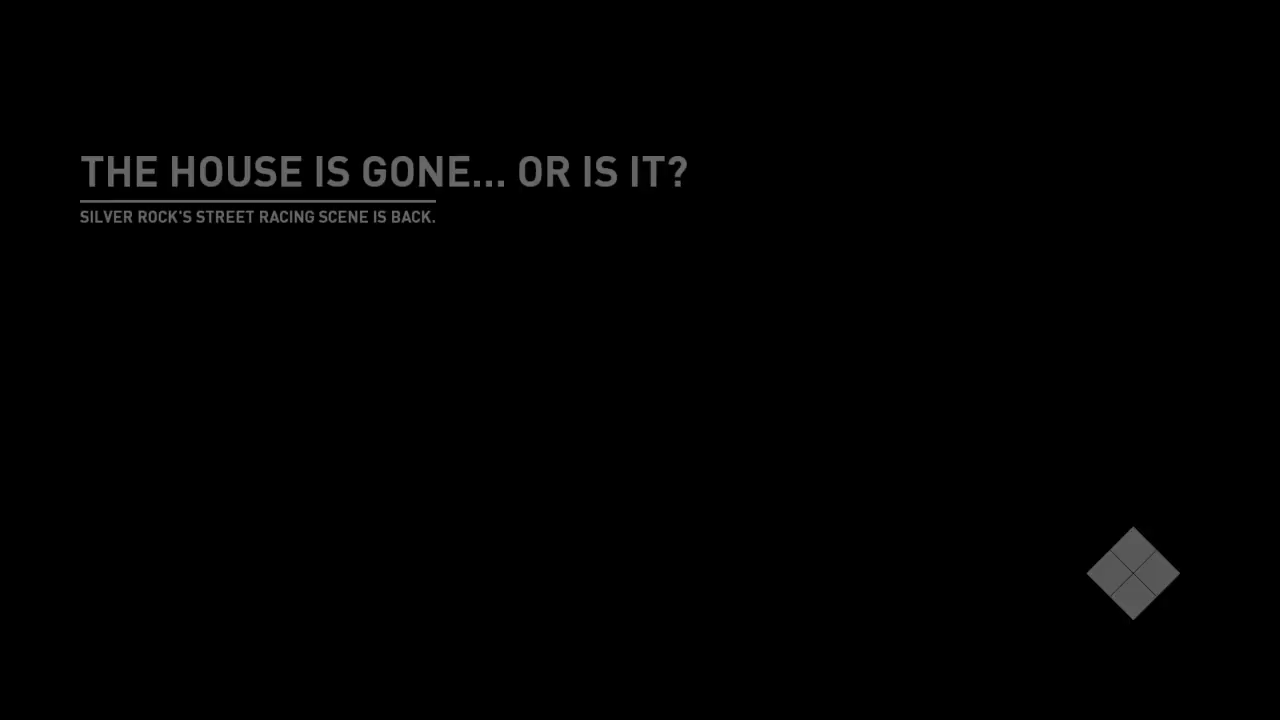 THE HOUSE IS GONE... OR IS IT?
SILVER ROCK'S STREET RACING SCENE IS BACK.